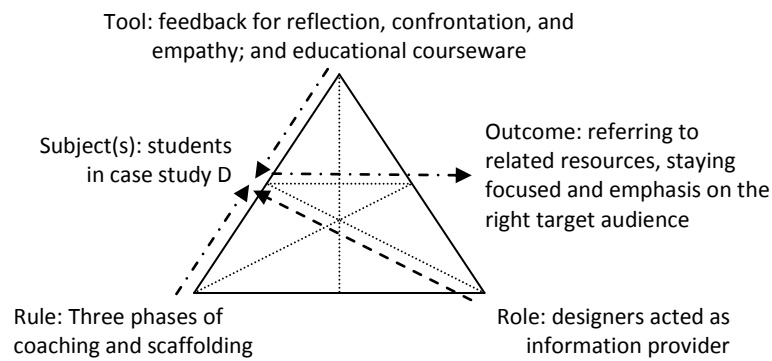 Tool: feedback for reflection, confrontation, and
empathy; and educational courseware
Subject(s): students
in case study D
Outcome: referring to
related resources, staying
focused and emphasis on the
right target audience
Rule: Three phases of
coaching and scaffolding
Role: designers acted as
information provider